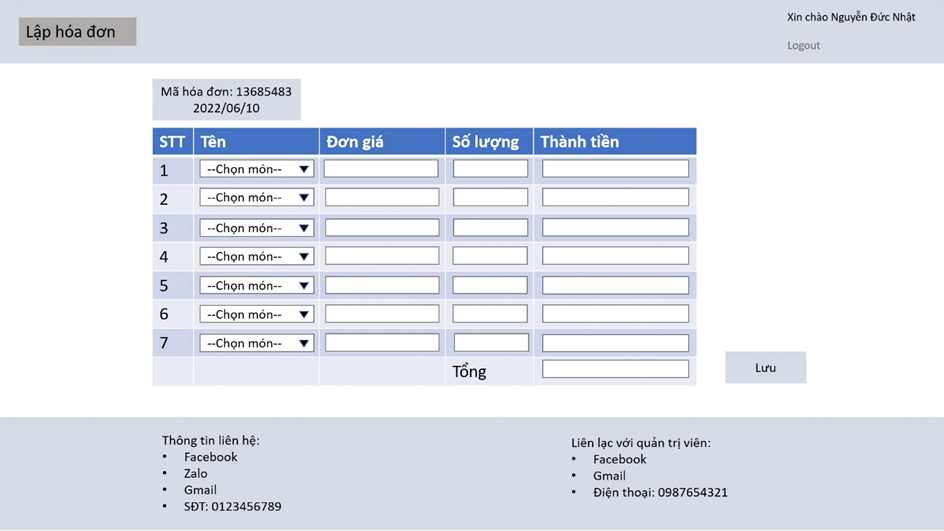 Lập hóa đơn
Xin chào Nguyễn Đức Nhật
Logout
Mã hóa đơn: 13685483
2022/06/10
STT Tên Đơn giá Số lượng Thành tiền
1 --Chọn món--
2 --Chọn món--
3 --Chọn món--
4 --Chọn món--
5 --Chọn món--
6 --Chọn món--
7 --Chọn món--
Tổng
Lưu
Thông tin liên hệ:
• Facebook
• Zalo
• Gmail
• SĐT: 0123456789
Liên lạc với quản trị viên:
• Facebook
• Gmail
• Điện thoại: 0987654321